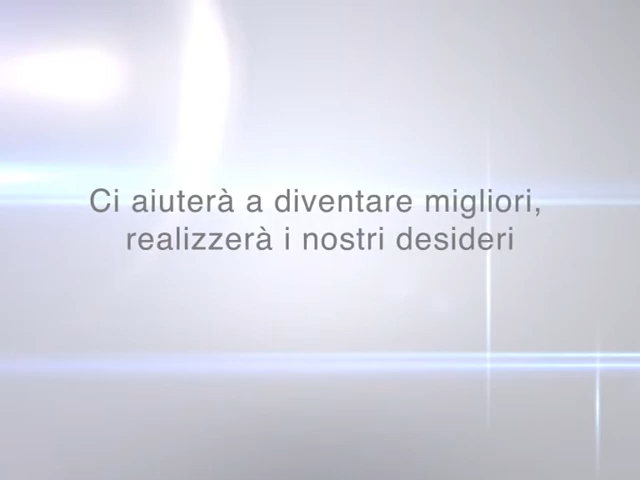 Ci aiuterà a diventare migliori,
realizzerà i nostri desideri